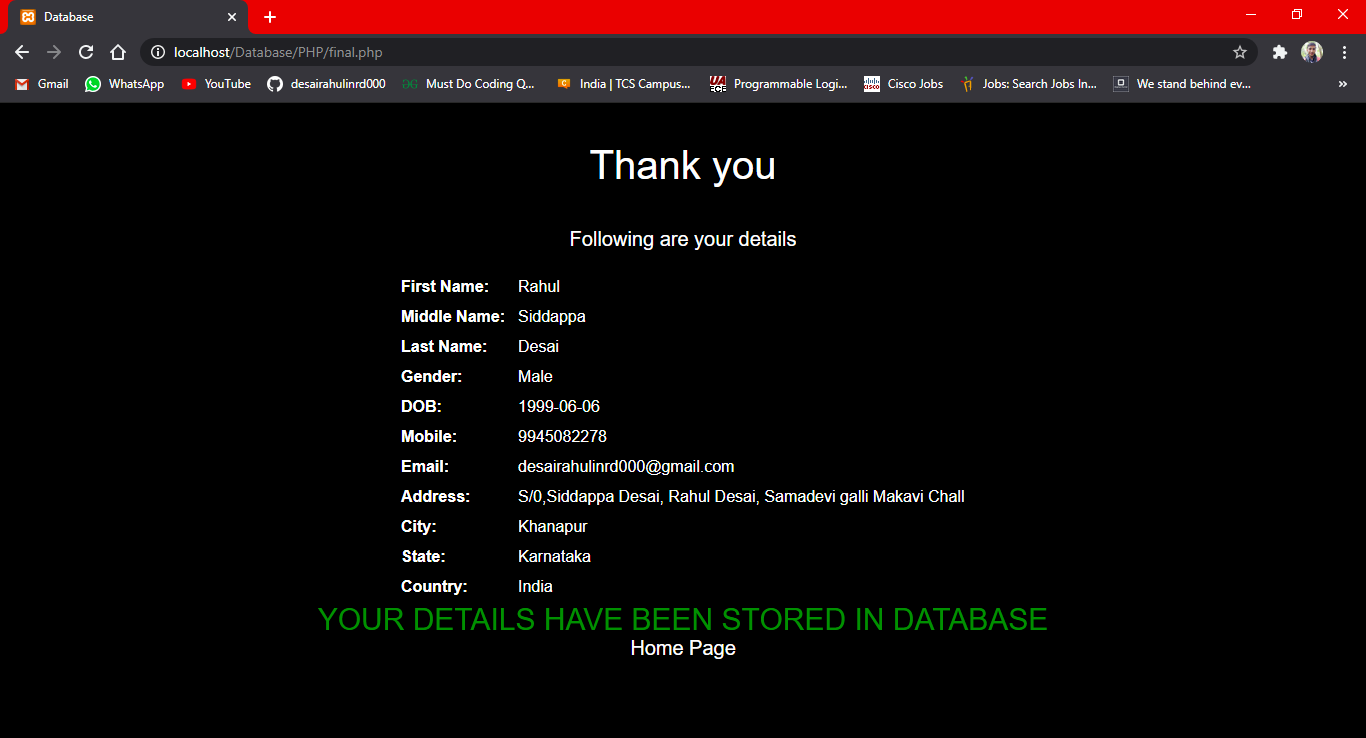 Database
localhost/Database/PHP/final.php
Gmail WhatsApp YouTube desairahulinrd000 Must Do Coding Q... India | TCS Campus... Programmable Logi... Cisco Jobs Jobs: Search Jobs In... We stand behind ev... »
Thank you
Following are your details
First Name: Rahul
Middle Name: Siddappa
Last Name: Desai
Gender: Male
DOB: 1999-06-06
Mobile: 9945082278
Email: desairahulinrd000@gmail.com
Address: S/0,Siddappa Desai, Rahul Desai, Samadevi galli Makavi Chall
City: Khanapur
State: Karnataka
Country: India
YOUR DETAILS HAVE BEEN STORED IN DATABASE
Home Page